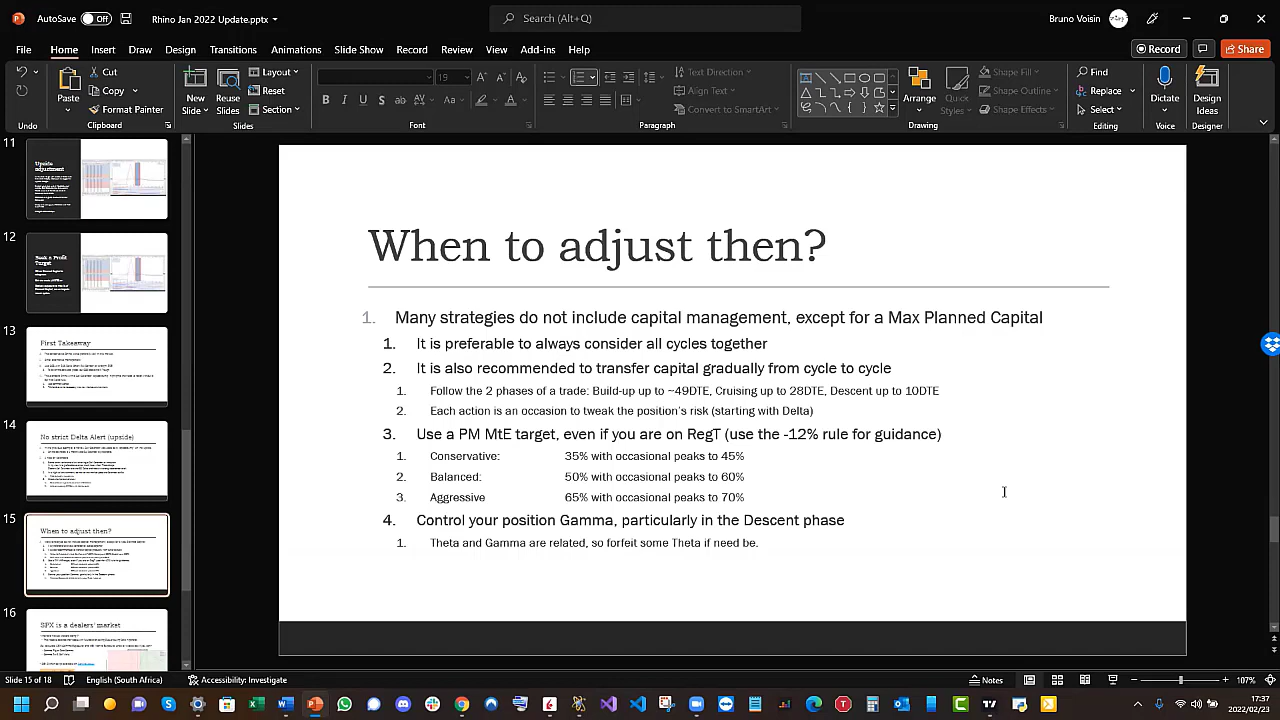 AutoSave Off Rhino Jan 2022 Update.pptx Search (Alt+Q) Bruno Voisin
File Home Insert Draw Design Transitions Animations Slide Show Record Review View Add-ins Help Record Share
Cut
Copy
Format Painter
Paste
New Slide
Reuse Slides
Layout
Reset
Section
19
Text Direction
Align Text
Convert to SmartArt
Arrange
Quick Styles
Shape Fill
Shape Outline
Shape Effects
Find
Replace
Select
Dictate
Design Ideas
Undo Clipboard Slides Font Paragraph Drawing Editing Voice Designer
11
Upside adjustment
12
Book a Profit Target
13
First Takeaway
14
No strict Delta Alert (upside)
15
When to adjust then?
16
SPX is a dealers' market
When to adjust then?
1. Many strategies do not include capital management, except for a Max Planned Capital
1. It is preferable to always consider all cycles together
2. It is also recommended to transfer capital gradually from cycle to cycle
1. Follow the 2 phases of a trade: Build-up up to ~49DTE, Cruising up to 28DTE, Descent up to 10DTE
2. Each action is an occasion to tweak the position's risk (starting with Delta)
3. Use a PM MtE target, even if you are on RegT (use the -12% rule for guidance)
1. Conservative: 35% with occasional peaks to 45%
2. Balanced: 50% with occasional peaks to 60%
3. Aggressive 65% with occasional peaks to 70%
4. Control your position Gamma, particularly in the Descent phase
1. Theta and Gamma are related, so forfeit some Theta if need be...
Slide 15 of 18 English (South Africa) Accessibility: Investigate Notes 107%
17:37
2022/02/23